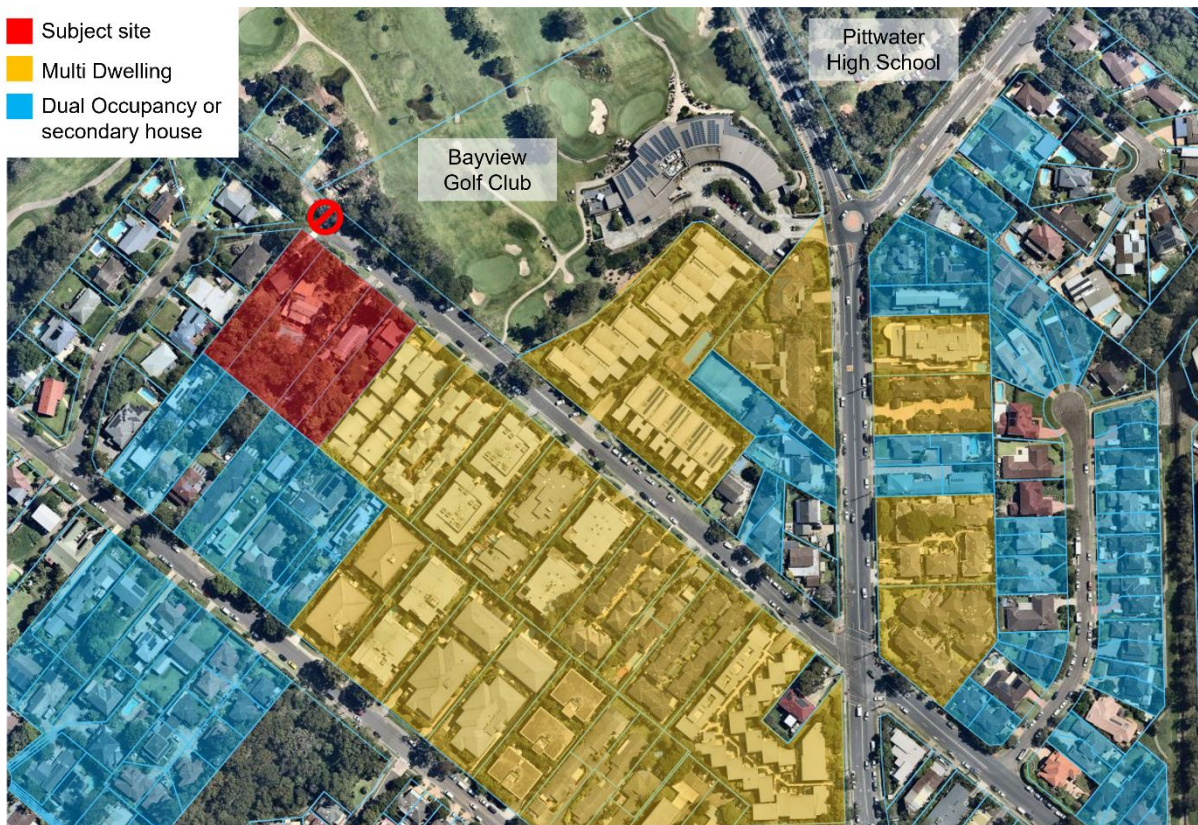 Subject site
Multi Dwelling
Dual Occupancy or
secondary house
Pittwater
High School
Bayview
Golf Club